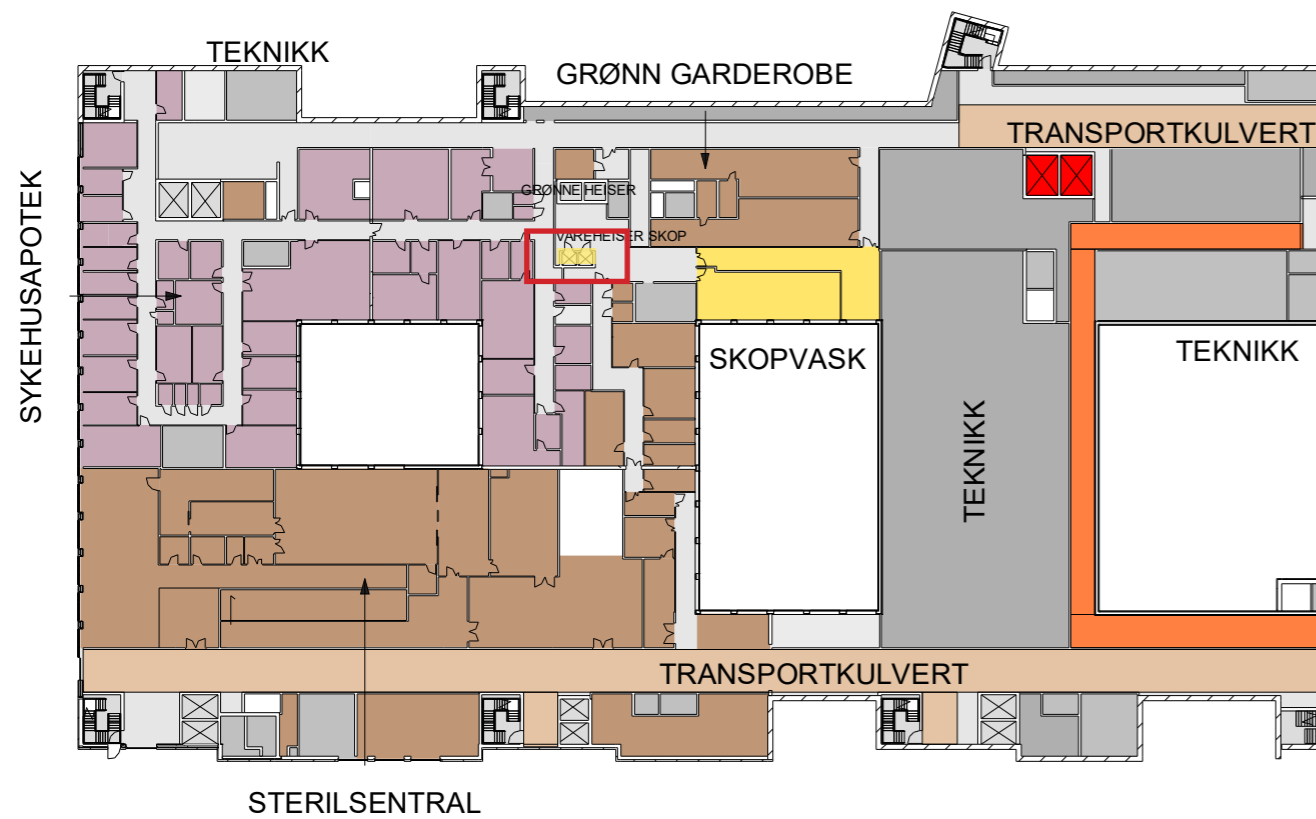 TEKNIKK
GRØNN GARDEROBE
TRANSPORTKULVERT
SYKEHUSAPOTEK
GRØNNE HEISER
VAREHEISER SKOP
SKOPVASK
TEKNIKK
TEKNIKK
TRANSPORTKULVERT
STERILSENTRAL